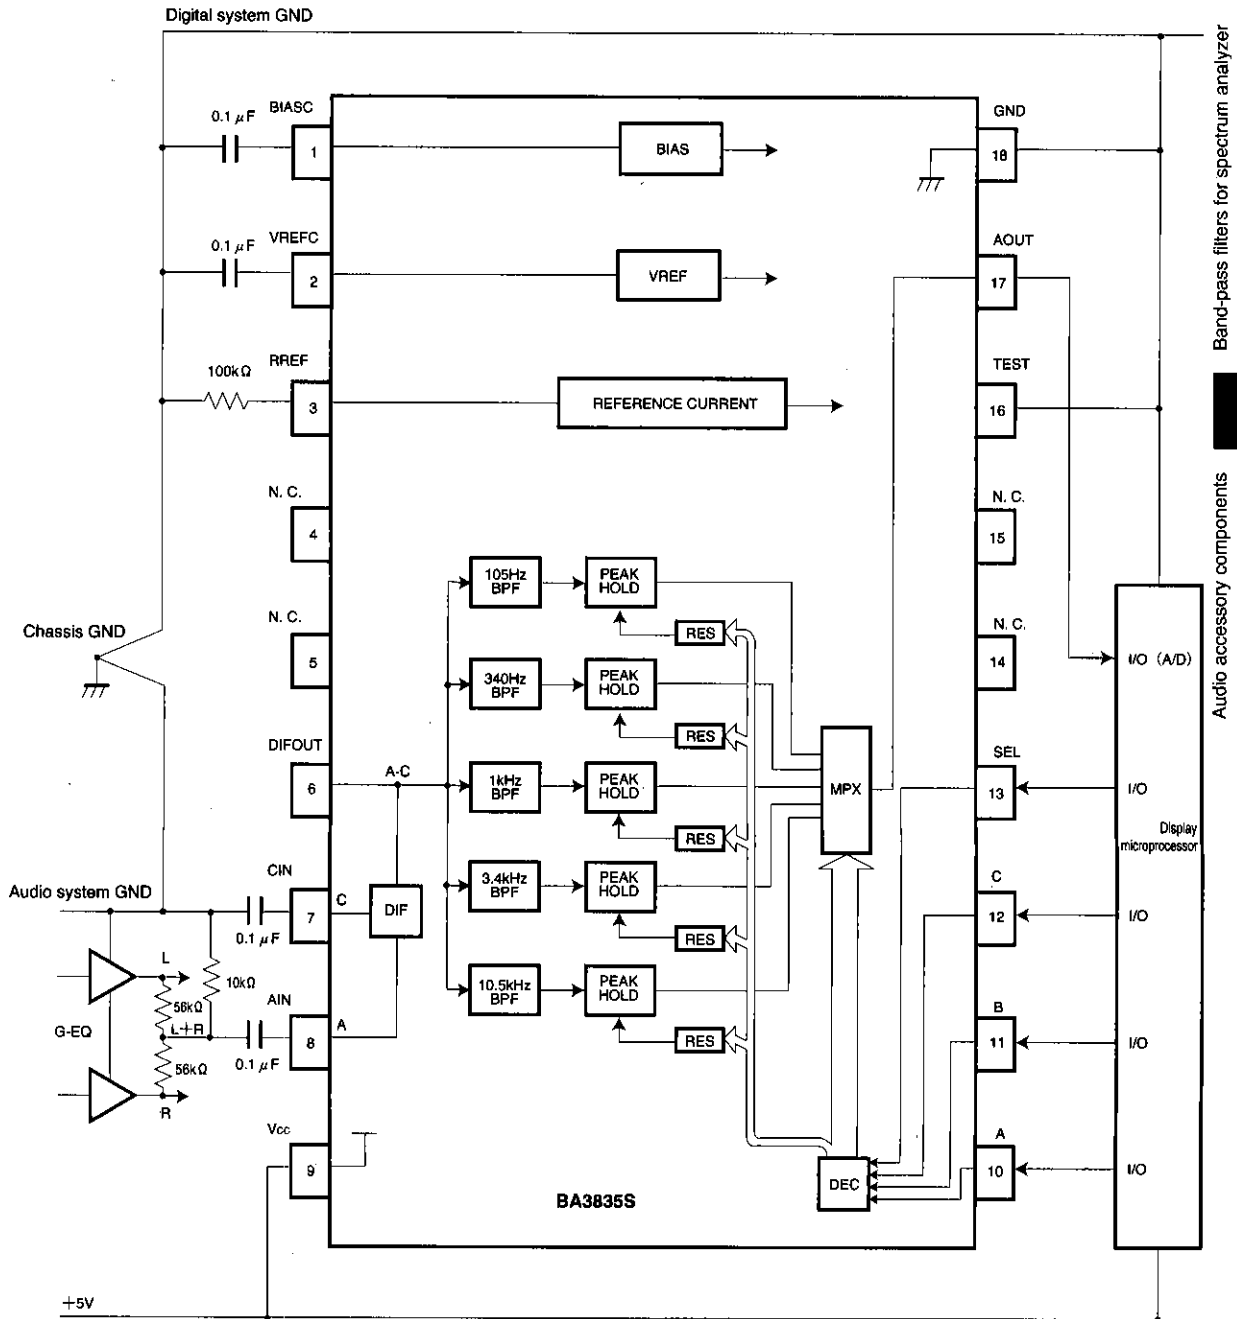 Digital system GND
BIASC
0.1 μF
1
BIAS
GND
18
VREFC
0.1 μF
2
VREF
AOUT
17
RREF
100kΩ
3
REFERENCE CURRENT
TEST
16
N. C.
4
N. C.
15
105Hz
BPF
PEAK
HOLD
RES
N. C.
5
N. C.
14
Chassis GND
I/O (A/D)
340Hz
BPF
PEAK
HOLD
RES
DIFOUT
6
A-C
1kHz
BPF
PEAK
HOLD
RES
MPX
SEL
13
I/O
Display
microprocessor
3.4kHz
BPF
PEAK
HOLD
RES
Audio system GND
CIN
7
0.1 μF
C
DIF
C
12
I/O
10.5kHz
BPF
PEAK
HOLD
RES
L
10kΩ
56kΩ
G-EQ
L+R
AIN
8
0.1 μF
A
56kΩ
R
B
11
I/O
Vcc
9
DEC
A
10
I/O
BA3835S
+5V
Band-pass filters for spectrum analyzer
Audio accessory components